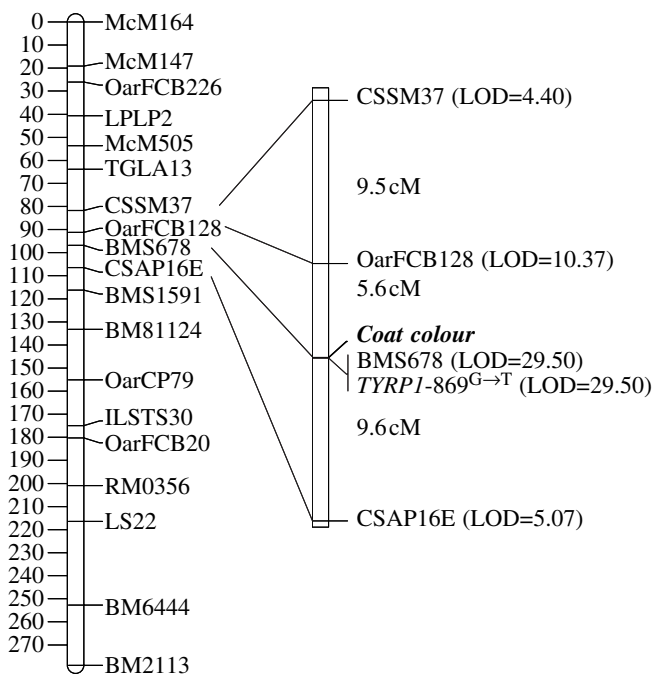 0
10
20
30
40
50
60
70
80
90
100
110
120
130
140
150
160
170
180
190
200
210
220
230
240
250
260
270
McM164
McM147
OarFCB226
LPLP2
McM505
TGLA13
CSSM37
OarFCB128
BMS678
CSAP16E
BMS1591
BM81124
OarCP79
ILSTS30
OarFCB20
RM0356
LS22
BM6444
BM2113
CSSM37 (LOD=4.40)
9.5cM
OarFCB128 (LOD=10.37)
5.6cM
Coat colour
BMS678 (LOD=29.50)
TYRP1-869G→T (LOD=29.50)
9.6cM
CSAP16E (LOD=5.07)